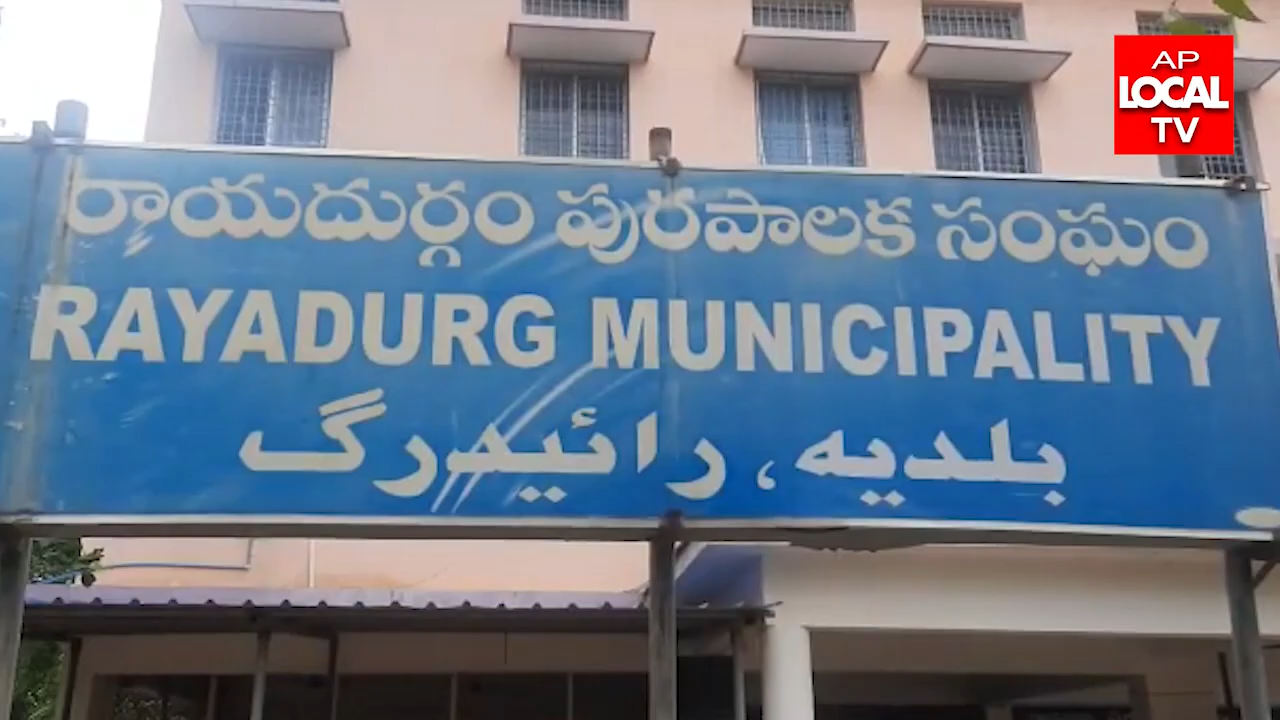 AP
LOCAL
TV
రాయదుర్గం పురపాలక సంఘం
RAYADURG MUNICIPALITY
بلدیہ، رائیدرگ